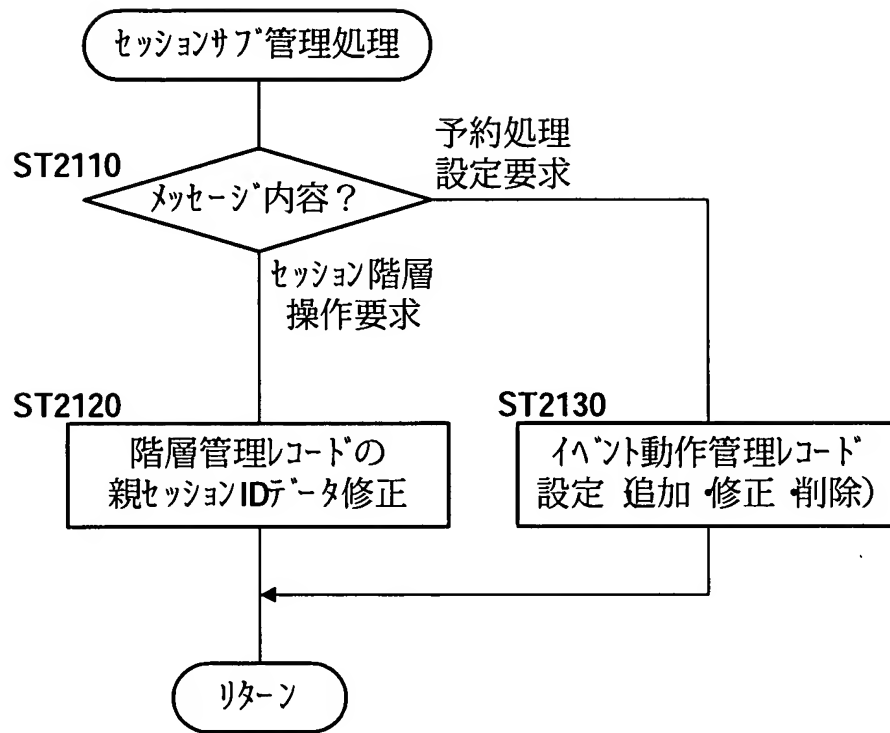 セッションサブ管理処理
ST2110
メッセージ内容？
予約処理
設定要求
セッション階層
操作要求
ST2120
階層管理レコードの
親セッションIDデータ修正
ST2130
イベント動作管理レコード
設定（追加・修正・削除）
リターン